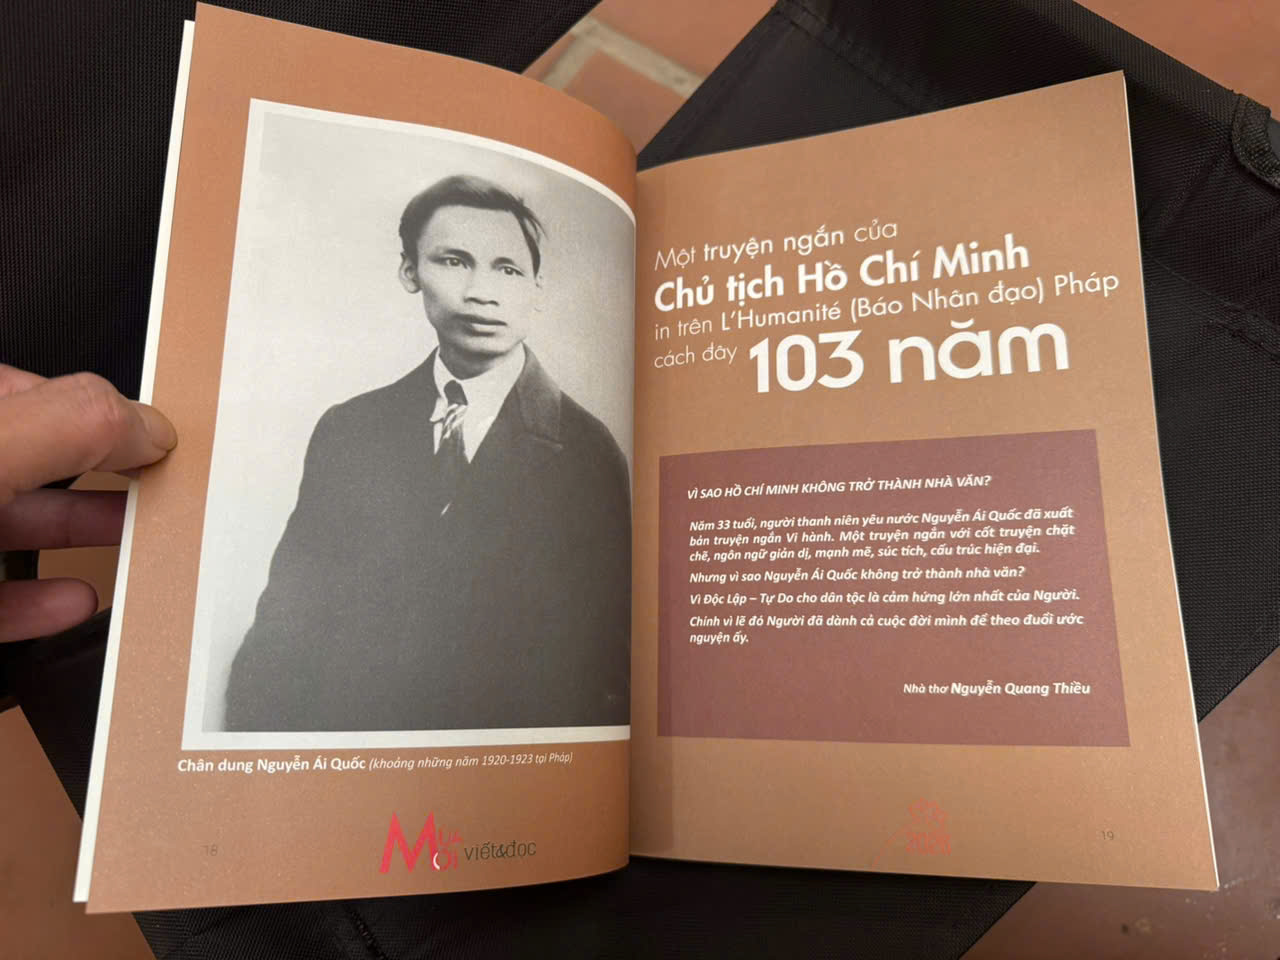 Chân dung Nguyễn Ái Quốc (khoảng những năm 1920-1923 tại Pháp)
18
MÙA MỚI viết&đọc
Một truyện ngắn của
Chủ tịch Hồ Chí Minh
in trên L'Humanité (Báo Nhân đạo) Pháp
cách đây 103 năm
VÌ SAO HỒ CHÍ MINH KHÔNG TRỞ THÀNH NHÀ VĂN?
Năm 33 tuổi, người thanh niên yêu nước Nguyễn Ái Quốc đã xuất
bản truyện ngắn Vi hành. Một truyện ngắn với cốt truyện chặt
chẽ, ngôn ngữ giản dị, mạnh mẽ, súc tích, cấu trúc hiện đại.
Nhưng vì sao Nguyễn Ái Quốc không trở thành nhà văn?
Vì Độc Lập – Tự Do cho dân tộc là cảm hứng lớn nhất của Người.
Chính vì lẽ đó Người đã dành cả cuộc đời mình để theo đuổi ước
nguyện ấy.
Nhà thơ Nguyễn Quang Thiều
19